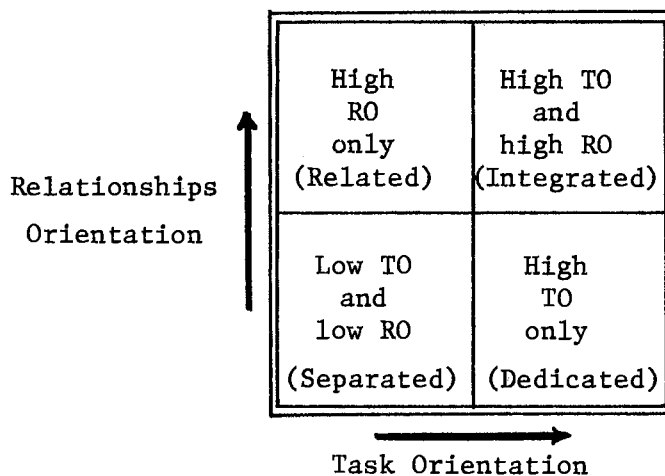 High
RO
only
(Related)
High TO
and
high RO
(Integrated)
Relationships
Orientation
Low TO
and
low RO
(Separated)
High
TO
only
(Dedicated)
Task Orientation